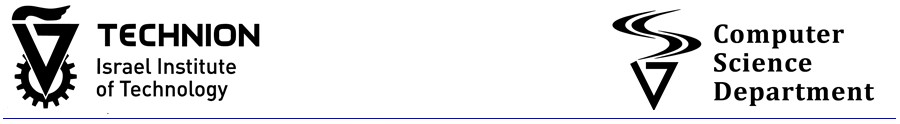 TECHNION
Israel Institute
of Technology
Computer
Science
Department